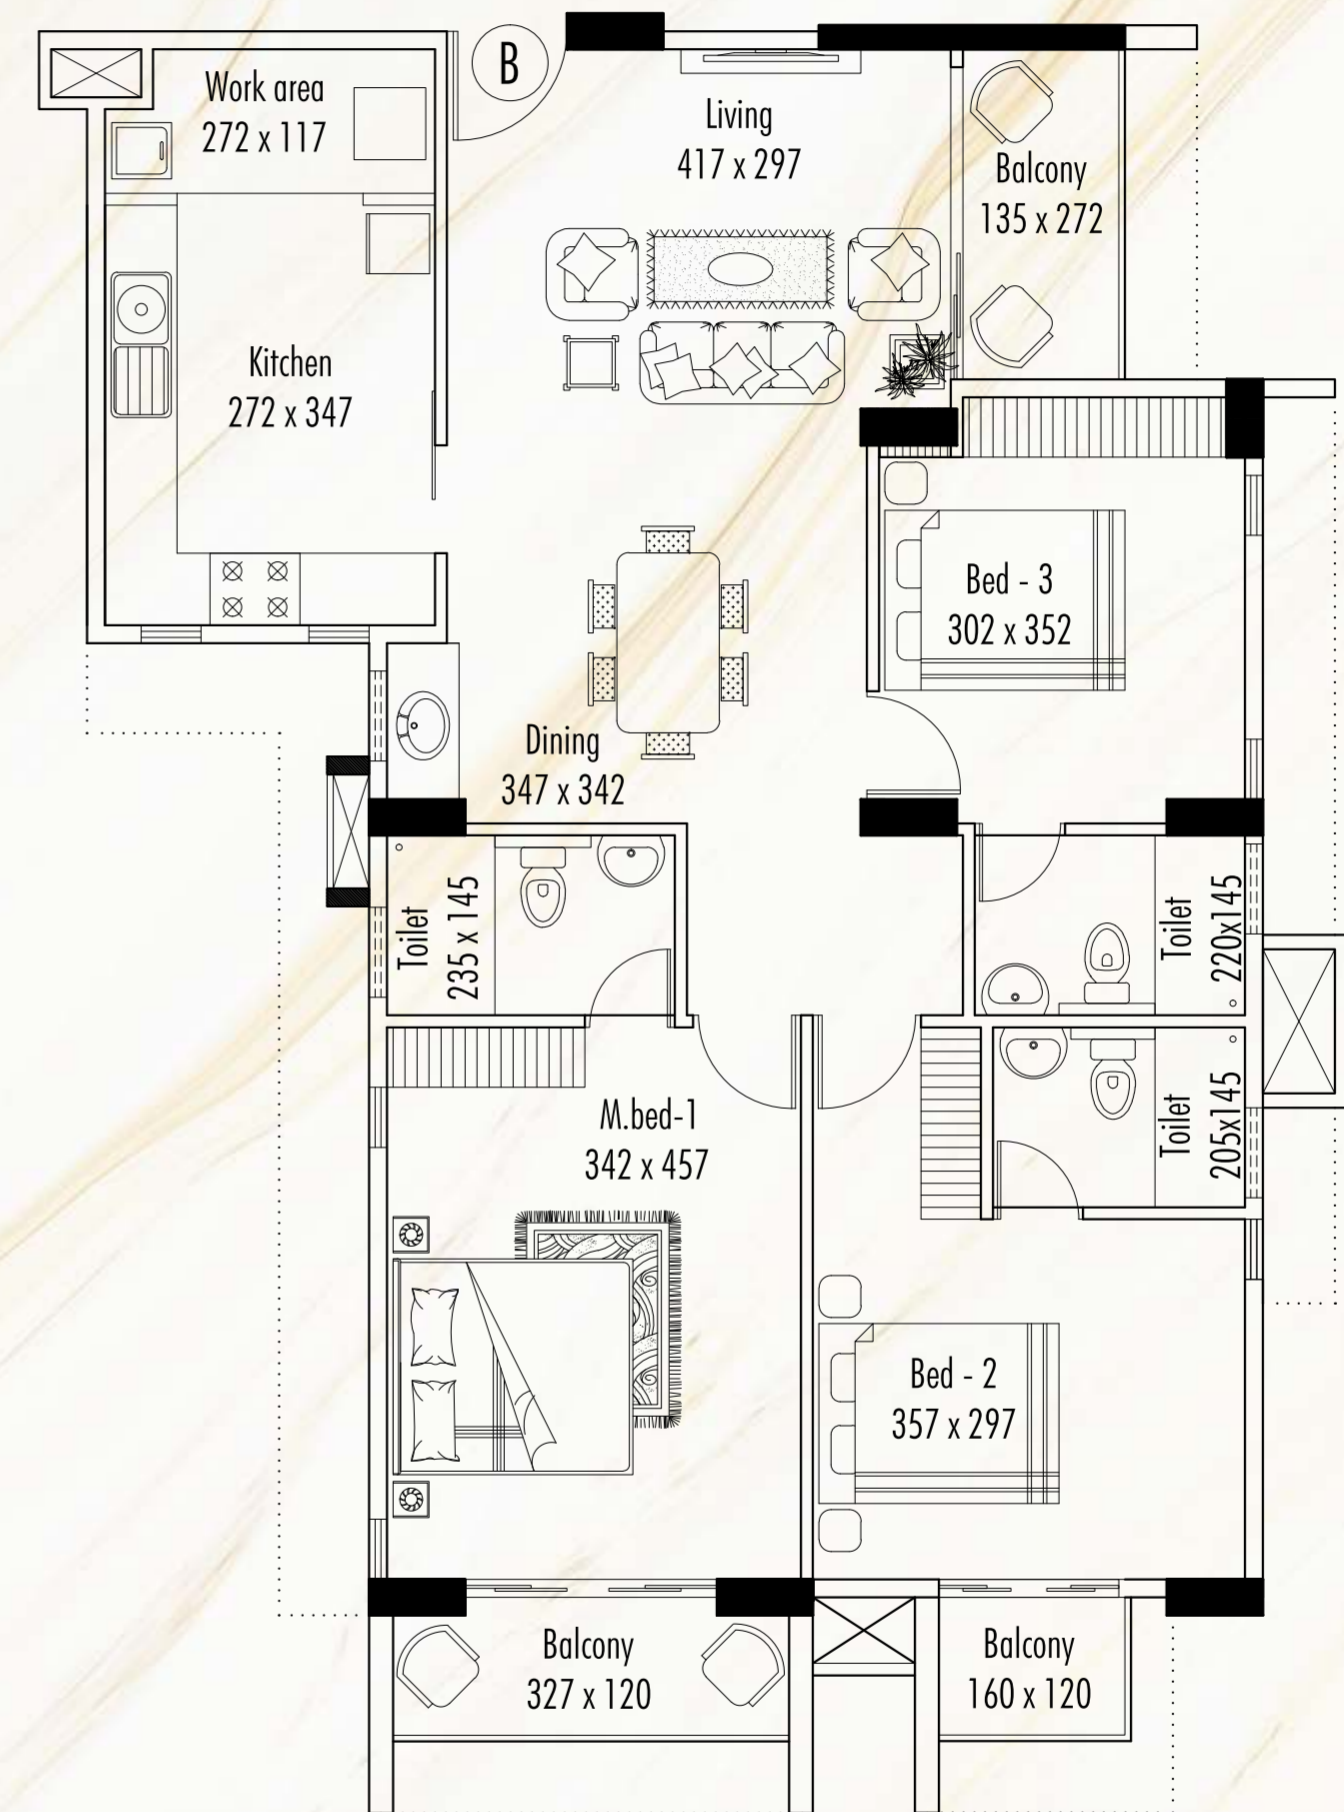 B
Work area
272 x 117
Living
417 x 297
Balcony
135 x 272
Kitchen
272 x 347
Bed - 3
302 x 352
Dining
347 x 342
Toilet
235 x 145
Toilet
220x145
M.bed-1
342 x 457
Toilet
205x145
Bed - 2
357 x 297
Balcony
327 x 120
Balcony
160 x 120